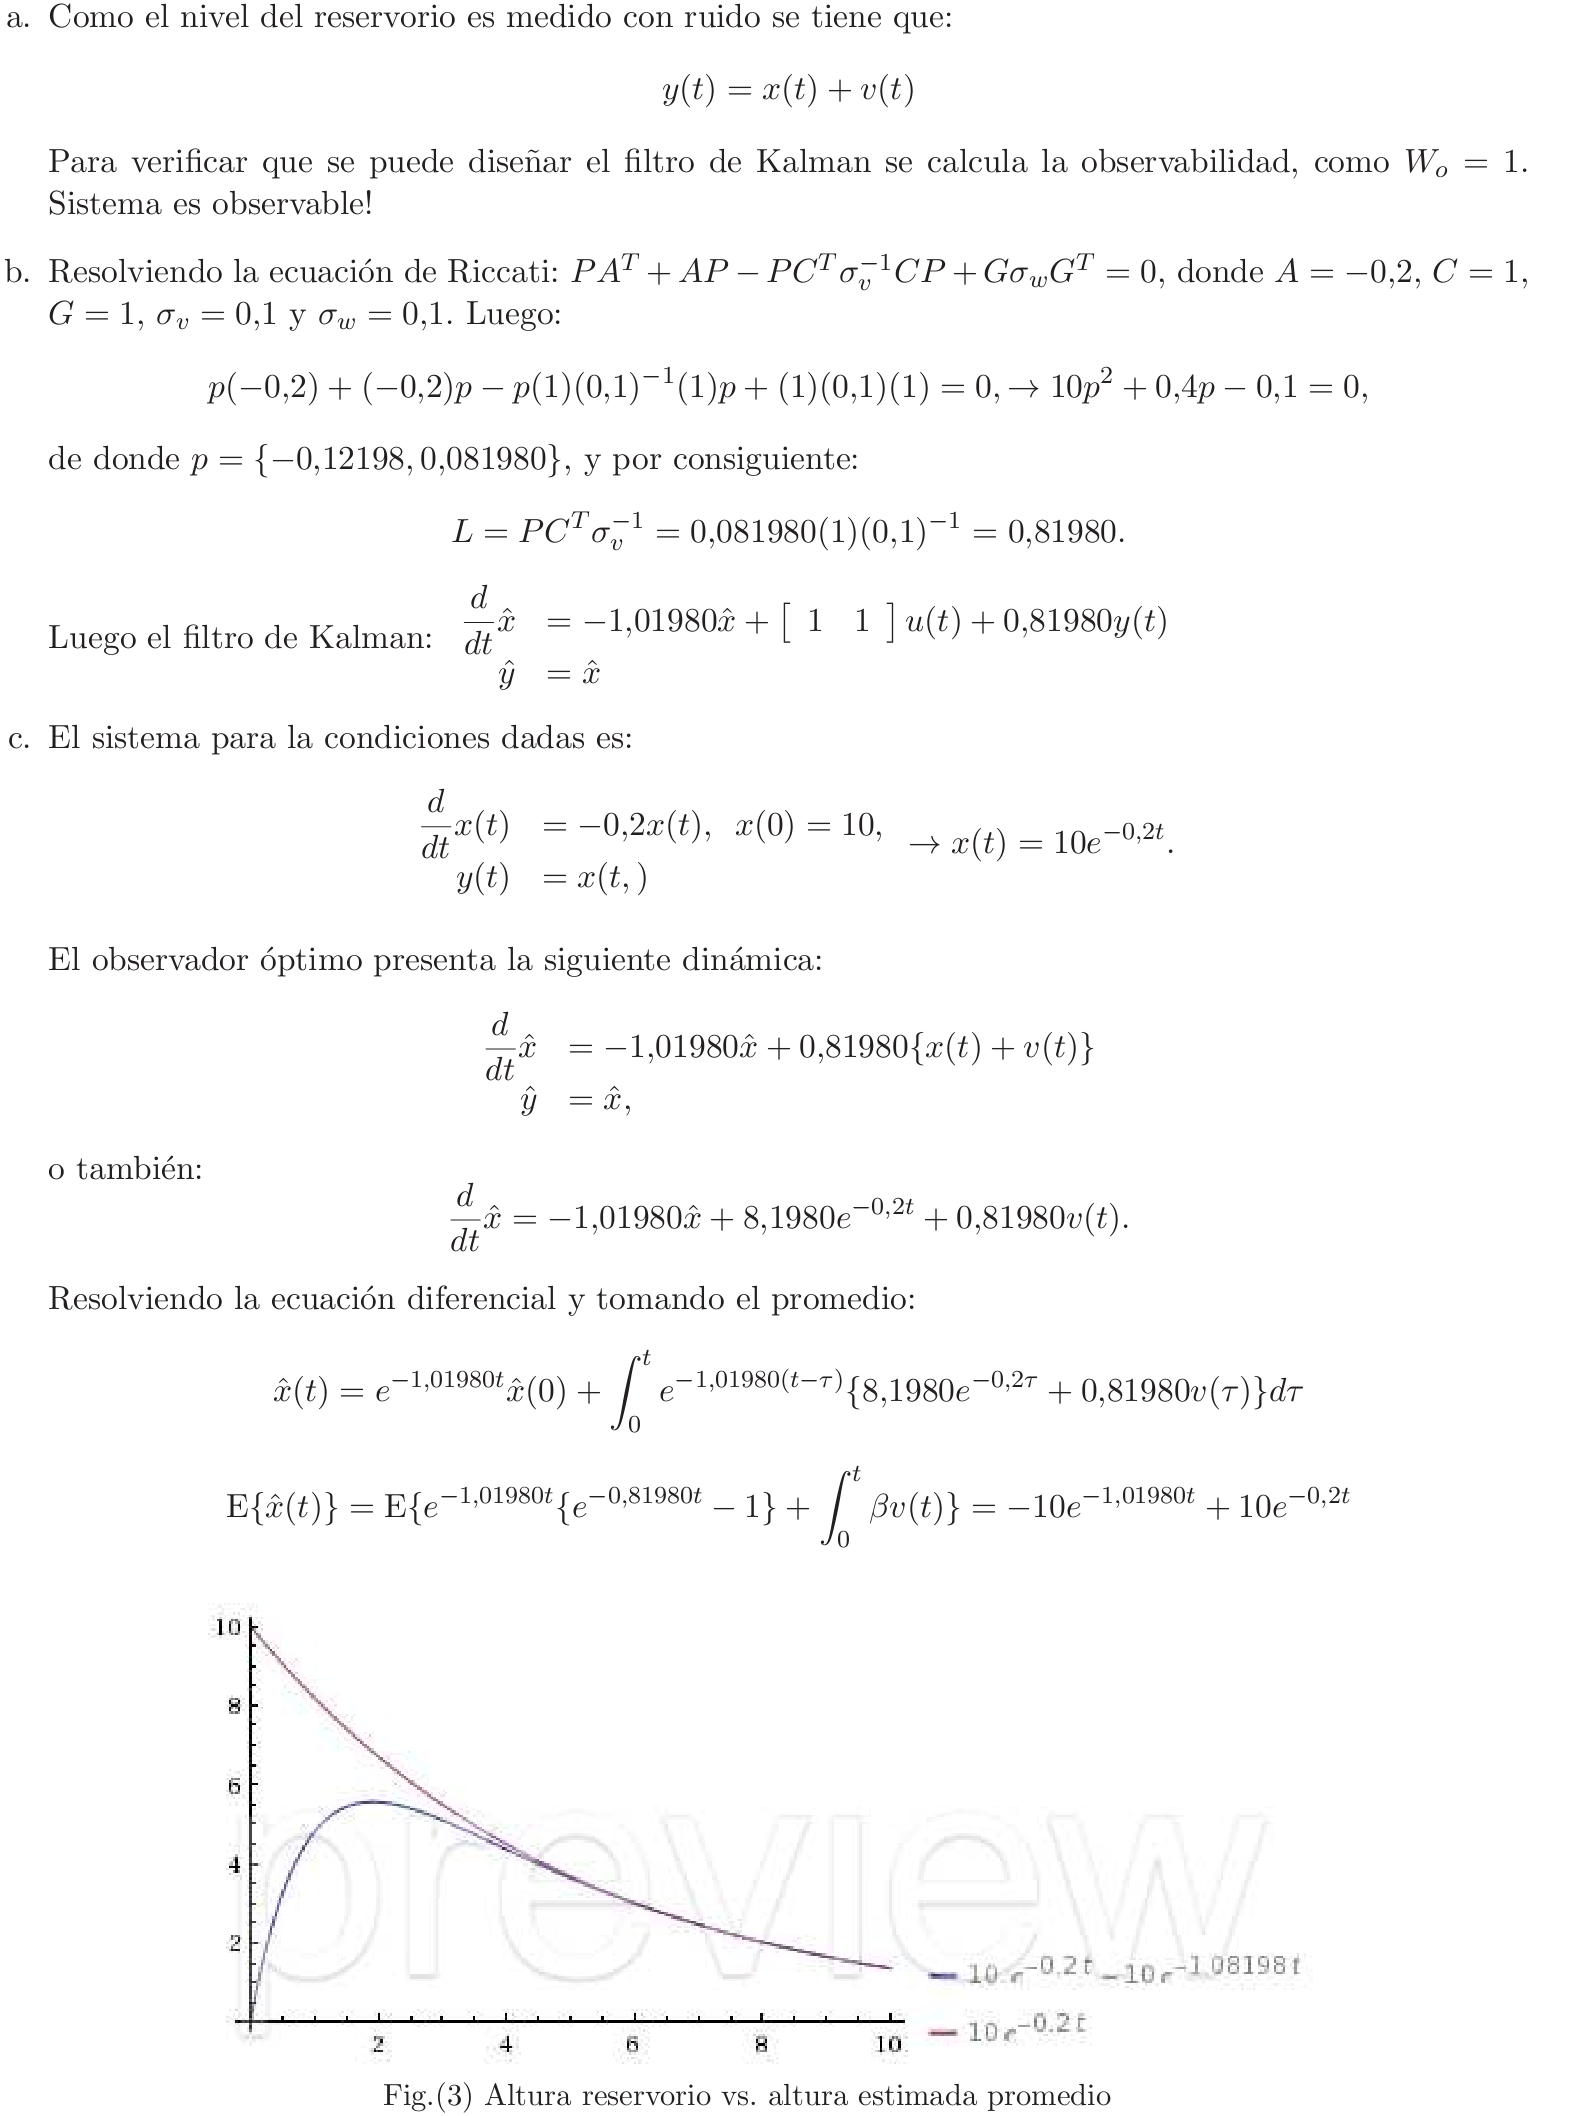 a. Como el nivel del reservorio es medido con ruido se tiene que:
y(t) = x(t) + v(t)
Para verificar que se puede diseñar el filtro de Kalman se calcula la observabilidad, como W_o = 1.
Sistema es observable!
b. Resolviendo la ecuación de Riccati: PA^T + AP − PC^T σ_v^{−1} CP + Gσ_w G^T = 0, donde A = −0,2, C = 1,
G = 1, σ_v = 0,1 y σ_w = 0,1. Luego:
p(−0,2) + (−0,2)p − p(1)(0,1)^{−1}(1)p + (1)(0,1)(1) = 0, → 10p^2 + 0,4p − 0,1 = 0,
de donde p = {−0,12198, 0,081980}, y por consiguiente:
L = PC^T σ_v^{−1} = 0,081980(1)(0,1)^{−1} = 0,81980.
Luego el filtro de Kalman: d/dt x̂ = −1,01980x̂ + [ 1 1 ] u(t) + 0,81980y(t)
ŷ = x̂
c. El sistema para la condiciones dadas es:
d/dt x(t) = −0,2x(t), x(0) = 10, → x(t) = 10e^{−0,2t}.
y(t) = x(t, )
El observador óptimo presenta la siguiente dinámica:
d/dt x̂ = −1,01980x̂ + 0,81980{x(t) + v(t)}
ŷ = x̂,
o también:
d/dt x̂ = −1,01980x̂ + 8,1980e^{−0,2t} + 0,81980v(t).
Resolviendo la ecuación diferencial y tomando el promedio:
x̂(t) = e^{−1,01980t} x̂(0) + ∫_0^t e^{−1,01980(t−τ)} {8,1980e^{−0,2τ} + 0,81980v(τ)}dτ
E{x̂(t)} = E{e^{−1,01980t} {e^{−0,81980t} − 1} + ∫_0^t βv(t)} = −10e^{−1,01980t} + 10e^{−0,2t}
10
8
6
4
2
2 4 6 8 10
preview
10 e^{−0.2 t} − 10 e^{−1.08198 t}
10 e^{−0.2 t}
Fig.(3) Altura reservorio vs. altura estimada promedio